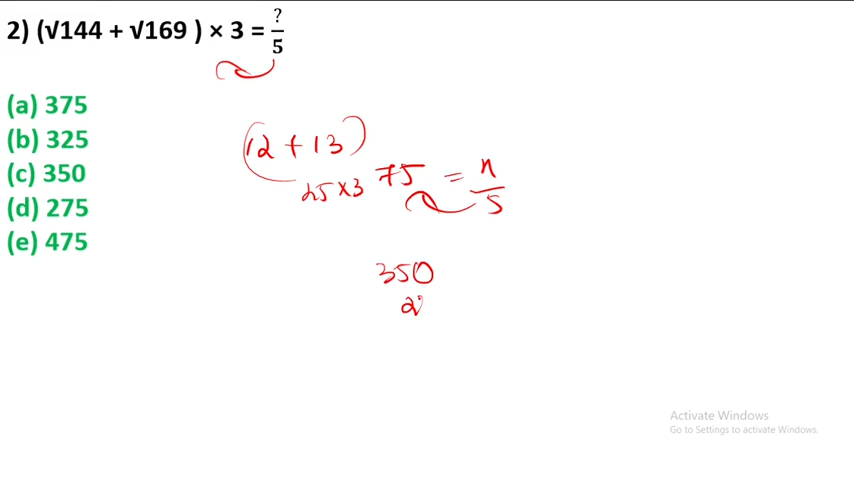 2) (√144 + √169 ) × 3 = ?/5
(a) 375
(b) 325
(c) 350
(d) 275
(e) 475
(12 + 13)
25 × 3 75 = x/5
350
2
Activate Windows
Go to Settings to activate Windows.